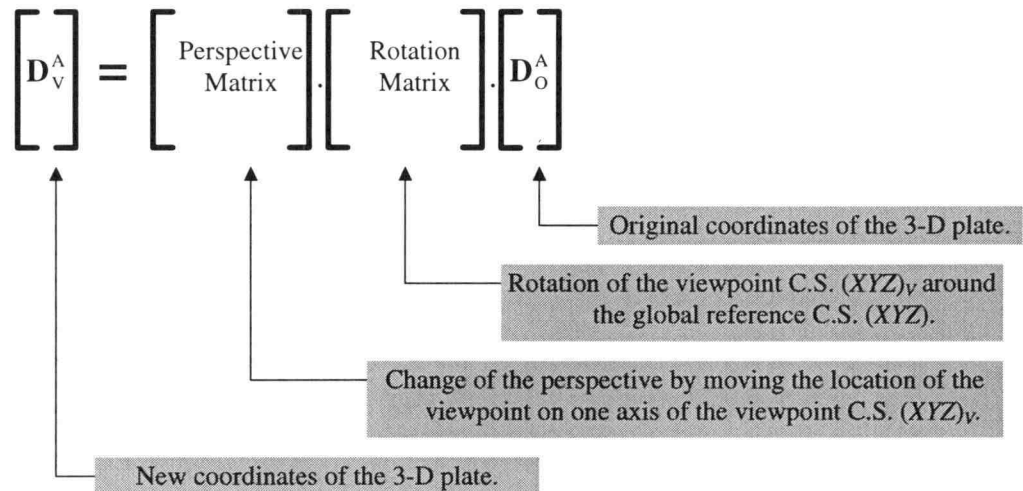 D^A_V = [Perspective Matrix] . [Rotation Matrix] . D^A_O
Original coordinates of the 3-D plate.
Rotation of the viewpoint C.S. (XYZ)_V around
the global reference C.S. (XYZ).
Change of the perspective by moving the location of the
viewpoint on one axis of the viewpoint C.S. (XYZ)_V.
New coordinates of the 3-D plate.